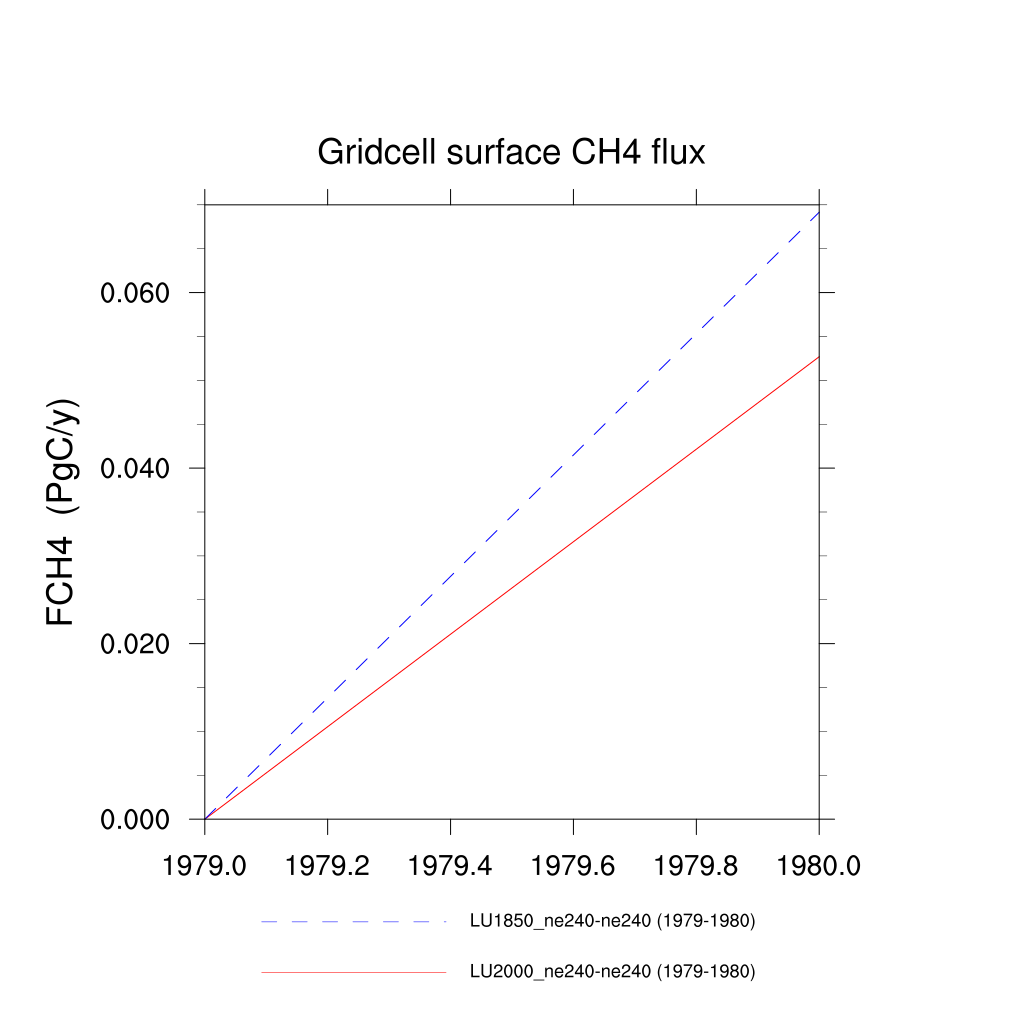 Gridcell surface CH4 flux
FCH4 (PgC/y)
0.060
0.040
0.020
0.000
1979.0 1979.2 1979.4 1979.6 1979.8 1980.0
LU1850_ne240-ne240 (1979-1980)
LU2000_ne240-ne240 (1979-1980)